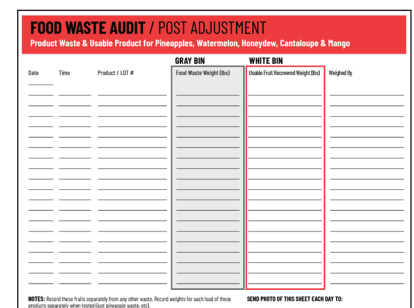 FOOD WASTE AUDIT / POST ADJUSTMENT
Product Waste & Usable Product for Pineapples, Watermelon, Honeydew, Cantaloupe & Mango
GRAY BIN WHITE BIN
Date Time Product / LOT # Food Waste Weight (lbs) Usable Fruit Recovered Weight (lbs) Weighed By
NOTES: Record these fruits separately from any other waste. Record weights for each load of these SEND PHOTO OF THIS SHEET EACH DAY TO:
products separately when tested (just pineapple waste, etc).